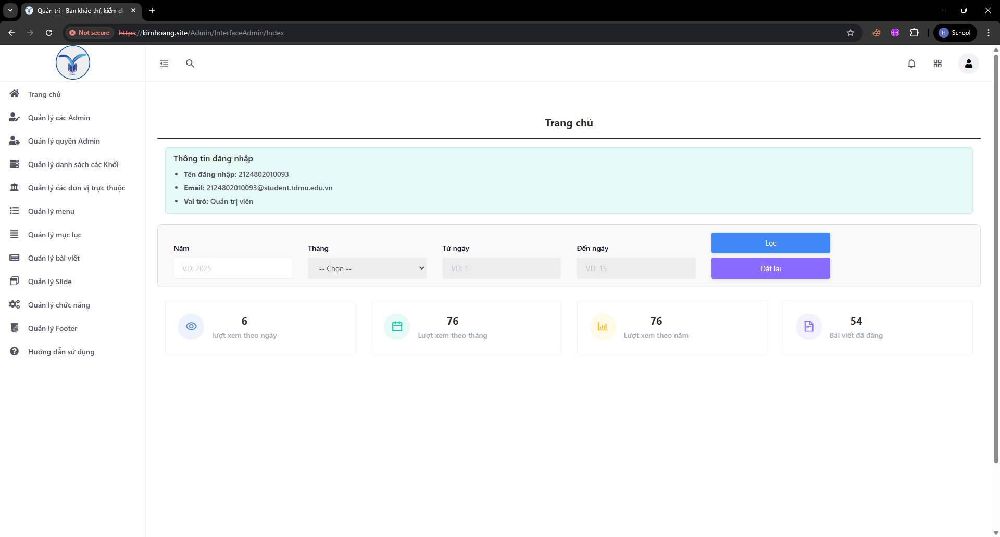 Quản trị - Ban khảo thí, kiểm đị
Not secure
https://kimhoang.site/Admin/InterfaceAdmin/Index
H School
TDMU
Trang chủ
Quản lý các Admin
Quản lý quyền Admin
Quản lý danh sách các Khối
Quản lý các đơn vị trực thuộc
Quản lý menu
Quản lý mục lục
Quản lý bài viết
Quản lý Slide
Quản lý chức năng
Quản lý Footer
Hướng dẫn sử dụng
Trang chủ
Thông tin đăng nhập
Tên đăng nhập: 2124802010093
Email: 2124802010093@student.tdmu.edu.vn
Vai trò: Quản trị viên
Năm
VD: 2025
Tháng
-- Chọn --
Từ ngày
VD: 1
Đến ngày
VD: 15
Lọc
Đặt lại
6
lượt xem theo ngày
76
Lượt xem theo tháng
76
Lượt xem theo năm
54
Bài viết đã đăng